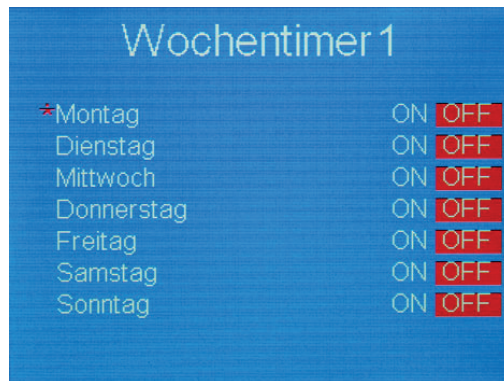 Wochentimer 1
*Montag ON OFF
Dienstag ON OFF
Mittwoch ON OFF
Donnerstag ON OFF
Freitag ON OFF
Samstag ON OFF
Sonntag ON OFF